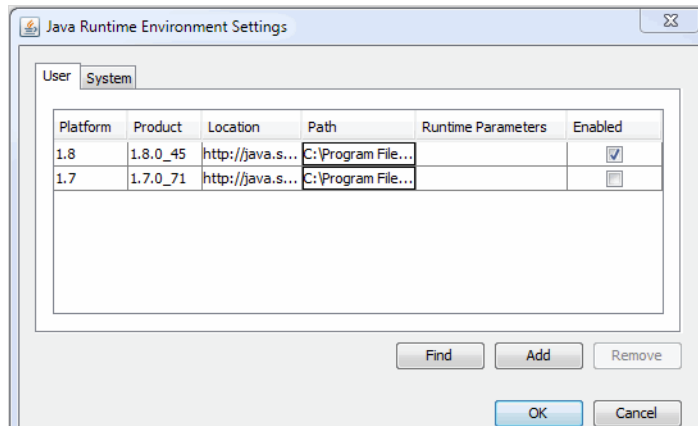 Java Runtime Environment Settings
User System
Platform Product Location Path Runtime Parameters Enabled
1.8 1.8.0_45 http://java.s... C:\Program File...
1.7 1.7.0_71 http://java.s... C:\Program File...
Find Add Remove
OK Cancel